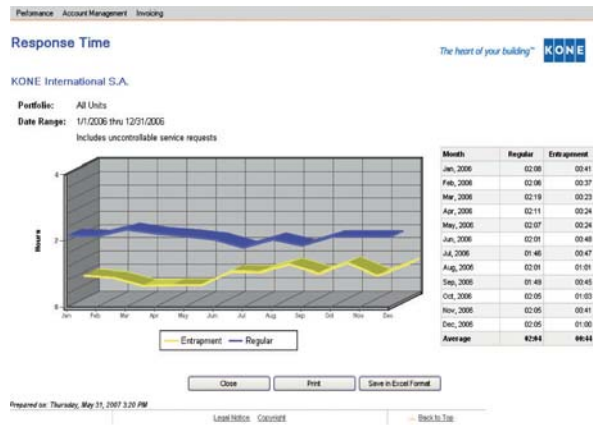 Performance Account Management Invoicing
Response Time
The heart of your building™ KONE
KONE International S.A.
Portfolio: All Units
Date Range: 1/1/2006 thru 12/31/2006
Includes uncontrollable service requests
Month Regular Entrapment
Jan, 2006 02:08 00:41
Feb, 2006 02:06 00:37
Mar, 2006 02:19 00:23
Apr, 2006 02:11 00:24
May, 2006 02:07 00:24
Jun, 2006 02:01 00:48
Jul, 2006 01:46 00:47
Aug, 2006 02:01 01:01
Sep, 2006 01:49 00:45
Oct, 2006 02:05 01:03
Nov, 2006 02:05 00:41
Dec, 2006 02:05 01:00
Average 02:04 00:44
4
Hours
2
0
Jan Feb Mar Apr May Jun Jul Aug Sep Oct Nov Dec
Entrapment Regular
Close Print Save in Excel Format
Prepared on: Thursday, May 31, 2007 3:20 PM
Legal Notice Copyright Back to Top